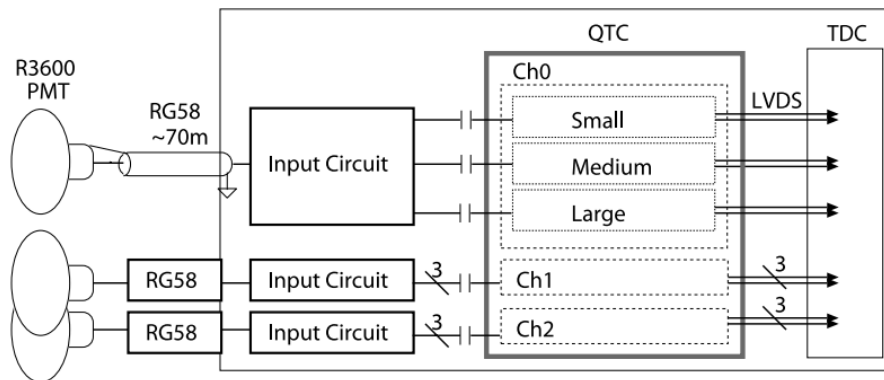 QTC
TDC
R3600
PMT
RG58
~70m
Ch0
LVDS
Input Circuit
Small
Medium
Large
RG58
Input Circuit
3
Ch1
3
RG58
Input Circuit
3
Ch2
3